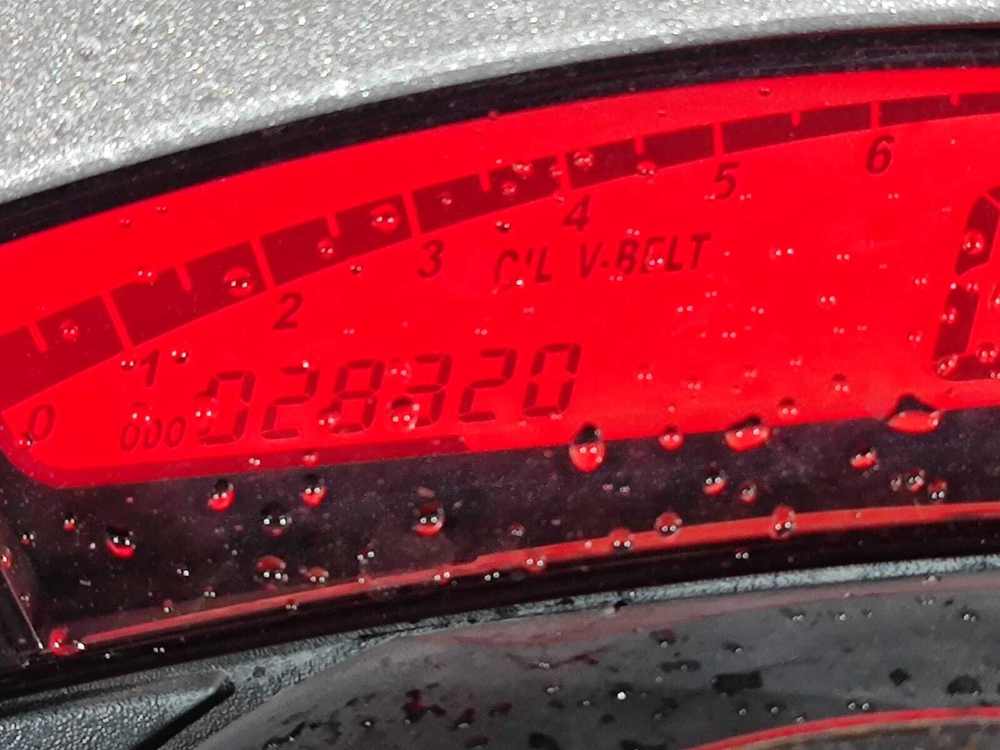 0 1 2 3 4 5 6
OIL V-BELT
ODO 028320